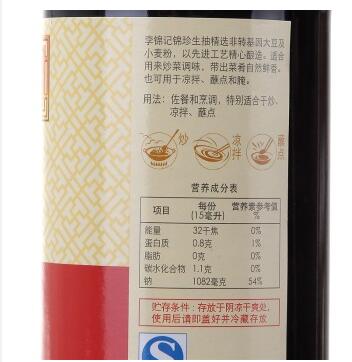 李锦记锦珍生抽精选非转基因大豆及
小麦粉，以先进工艺精心酿造。适合
用来炒菜调味，带出菜肴自然鲜香。
也可用于凉拌、蘸点和腌。
用法：佐餐和烹调，特别适合干炒、
凉拌、蘸点
炒 凉拌 蘸点
营养成分表
项目 每份 (15毫升) 营养素参考值 %
能量 32千焦 0%
蛋白质 0.8克 1%
脂肪 0克 0%
碳水化合物 1.1克 0%
钠 1082毫克 54%
贮存条件：存放于阴凉干爽处，
使用后请即盖好并冷藏存放